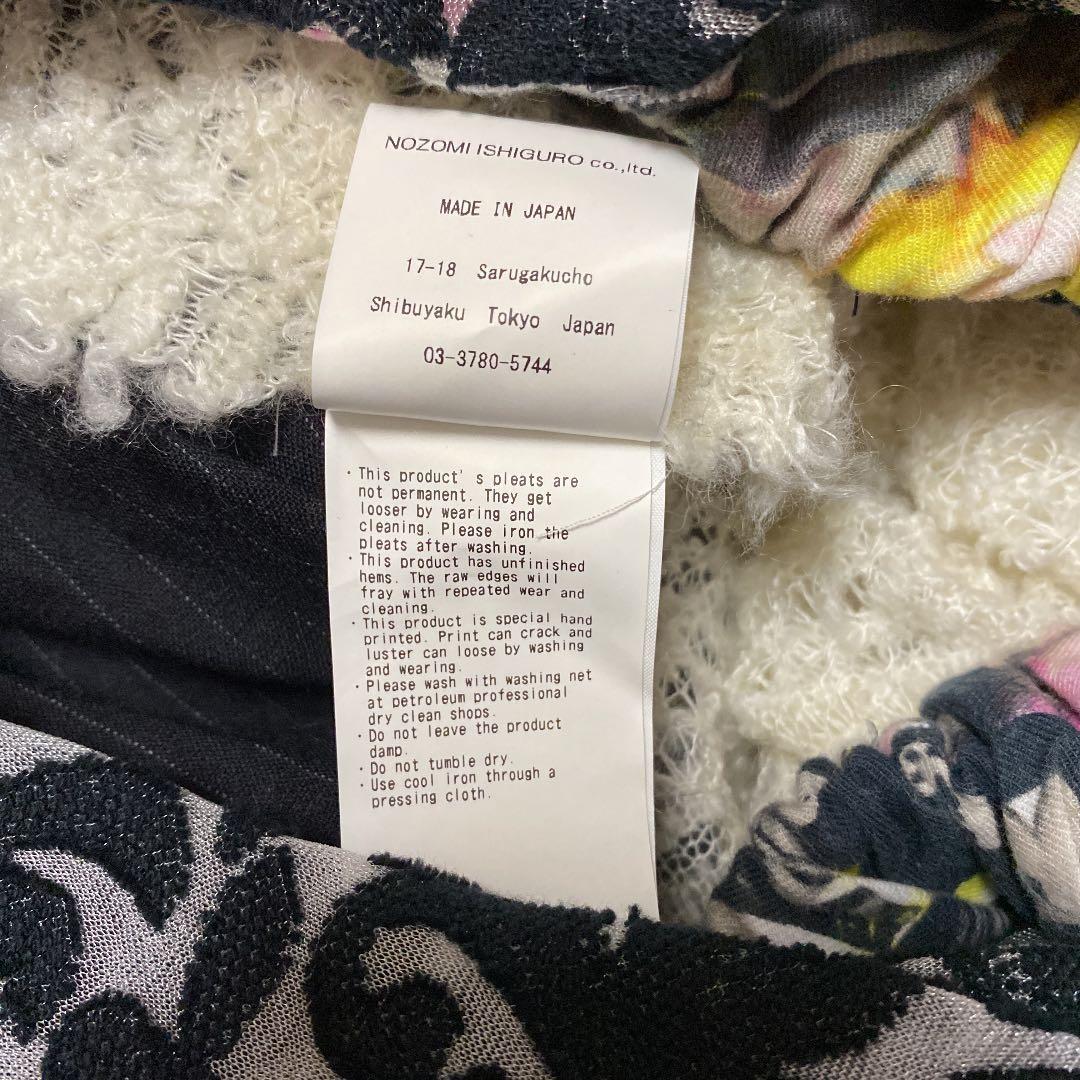 NOZOMI ISHIGURO co.,ltd.
MADE IN JAPAN
17-18 Sarugakucho
Shibuyaku Tokyo Japan
03-3780-5744
・This product's pleats are
not permanent. They get
looser by wearing and
cleaning. Please iron the
pleats after washing.
・This product has unfinished
hems. The raw edges will
fray with repeated wear and
cleaning.
・This product is special hand
printed. Print can crack and
luster can loose by washing
and wearing.
・Please wash with washing net
at petroleum professional
dry clean shops.
・Do not leave the product
damp.
・Do not tumble dry.
・Use cool iron through a
pressing cloth.